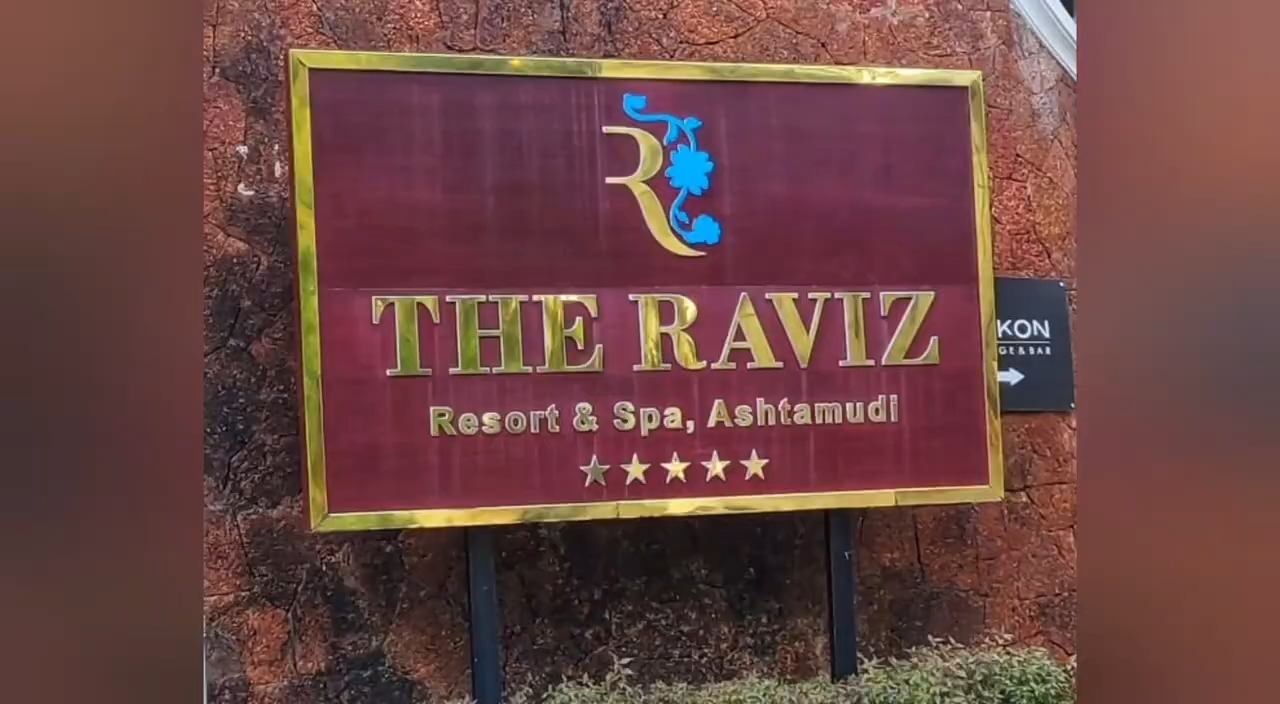 R
THE RAVIZ
Resort & Spa, Ashtamudi
KON
GE & BAR